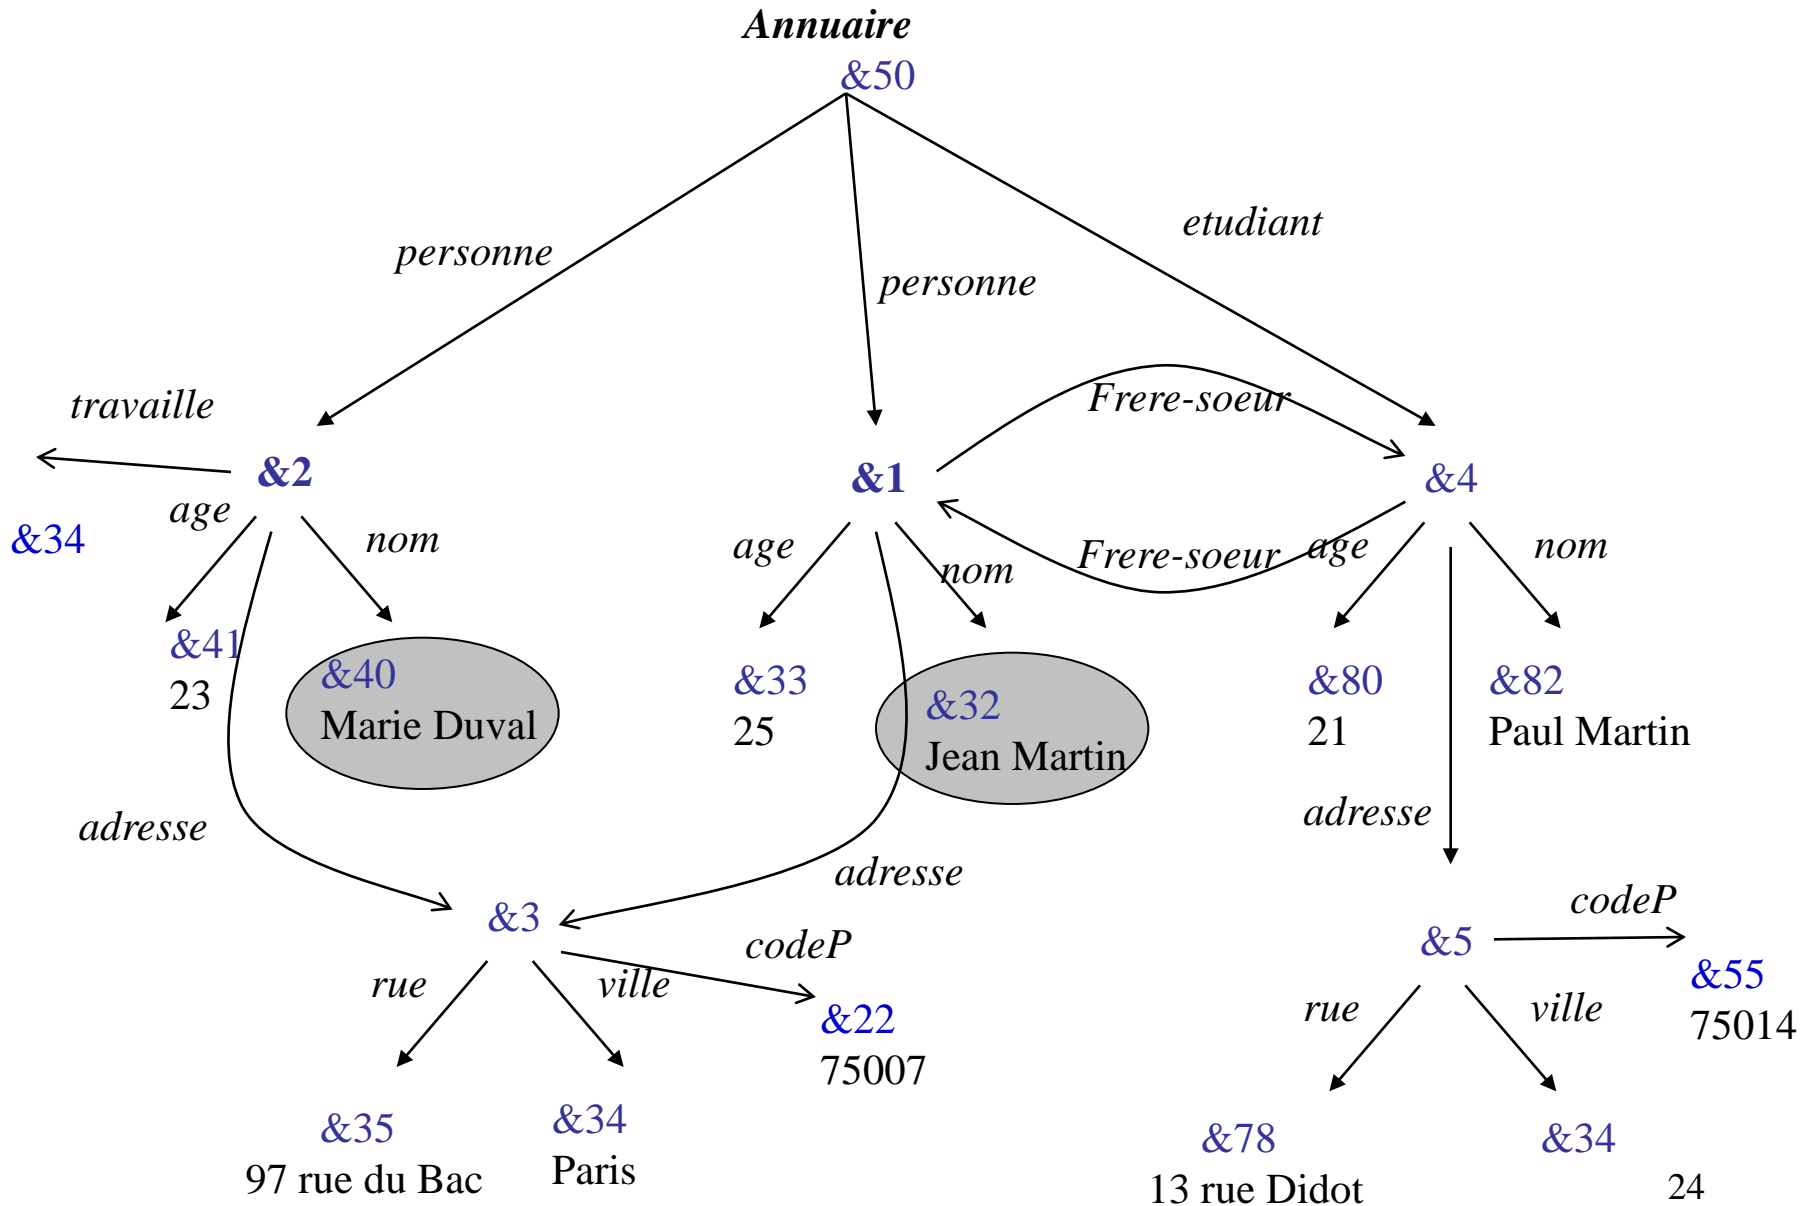 Annuaire
&50
etudiant
personne
personne
travaille
Frere-soeur
&2
&1
&4
age
nom
&34
age
nom
Frere-soeur
age
nom
&41
23
&40
Marie Duval
&33
25
&32
Jean Martin
&80
21
&82
Paul Martin
adresse
adresse
adresse
&3
codeP
rue
ville
&22
75007
&5
codeP
&55
75014
rue
ville
&35
97 rue du Bac
&34
Paris
&78
13 rue Didot
&34
24